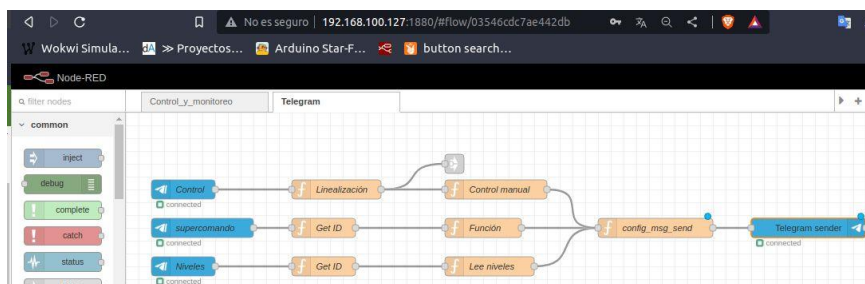 No es seguro | 192.168.100.127:1880/#flow/03546cdc7ae442db
Wokwi Simula... dA >> Proyectos... Arduino Star-F... button search...
Node-RED
filter nodes Control_y_monitoreo Telegram
common
inject
debug Control Linealización Control manual
connected
complete
supercomando Get ID Función config_msg_send Telegram sender
catch connected connected
status Niveles Get ID Lee niveles
connected